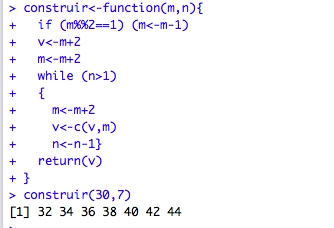 > construir<-function(m,n){
+   if (m%%2==1) (m<-m-1)
+   v<-m+2
+   m<-m+2
+   while (n>1)
+   {
+     m<-m+2
+     v<-c(v,m)
+     n<-n-1}
+   return(v)
+ }
> construir(30,7)
[1] 32 34 36 38 40 42 44